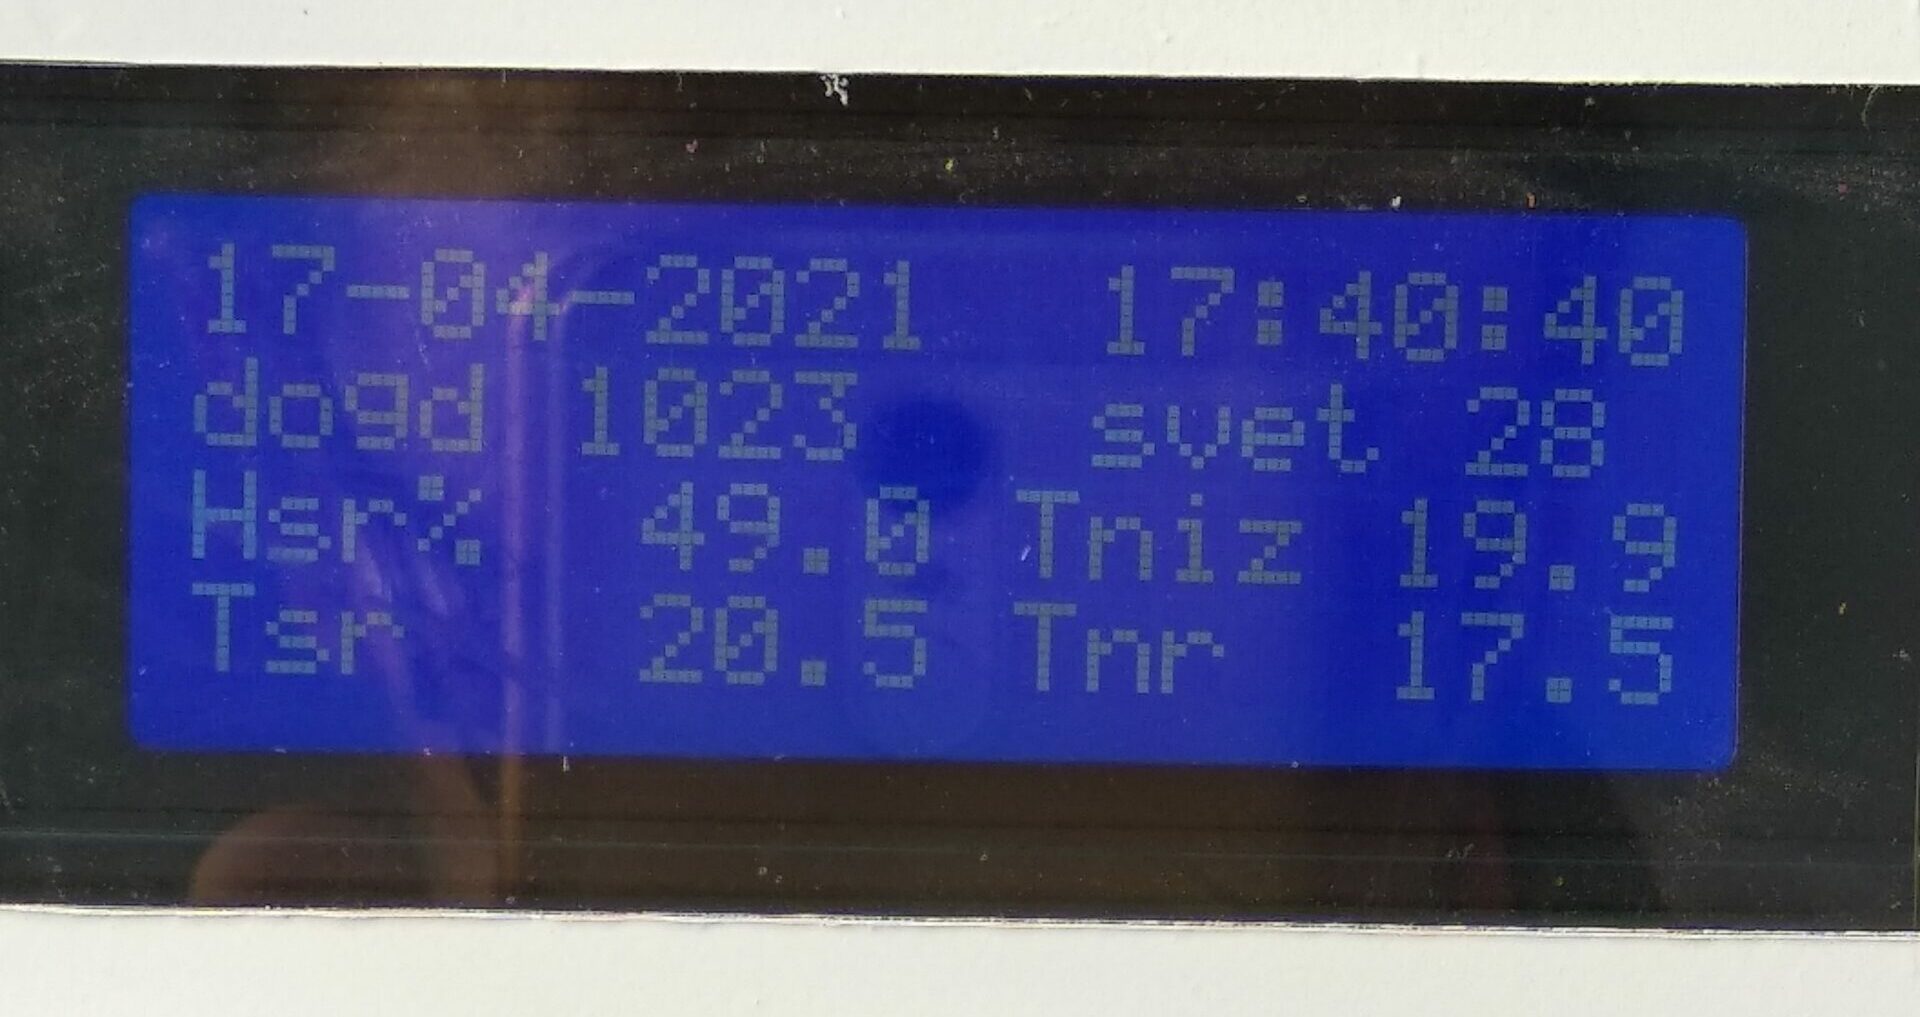 17-04-2021 17:40:40
dogd 1023 svet 28
Hsr% 49.0 Tniz 19.9
Tsr 20.5 Tnr 17.5